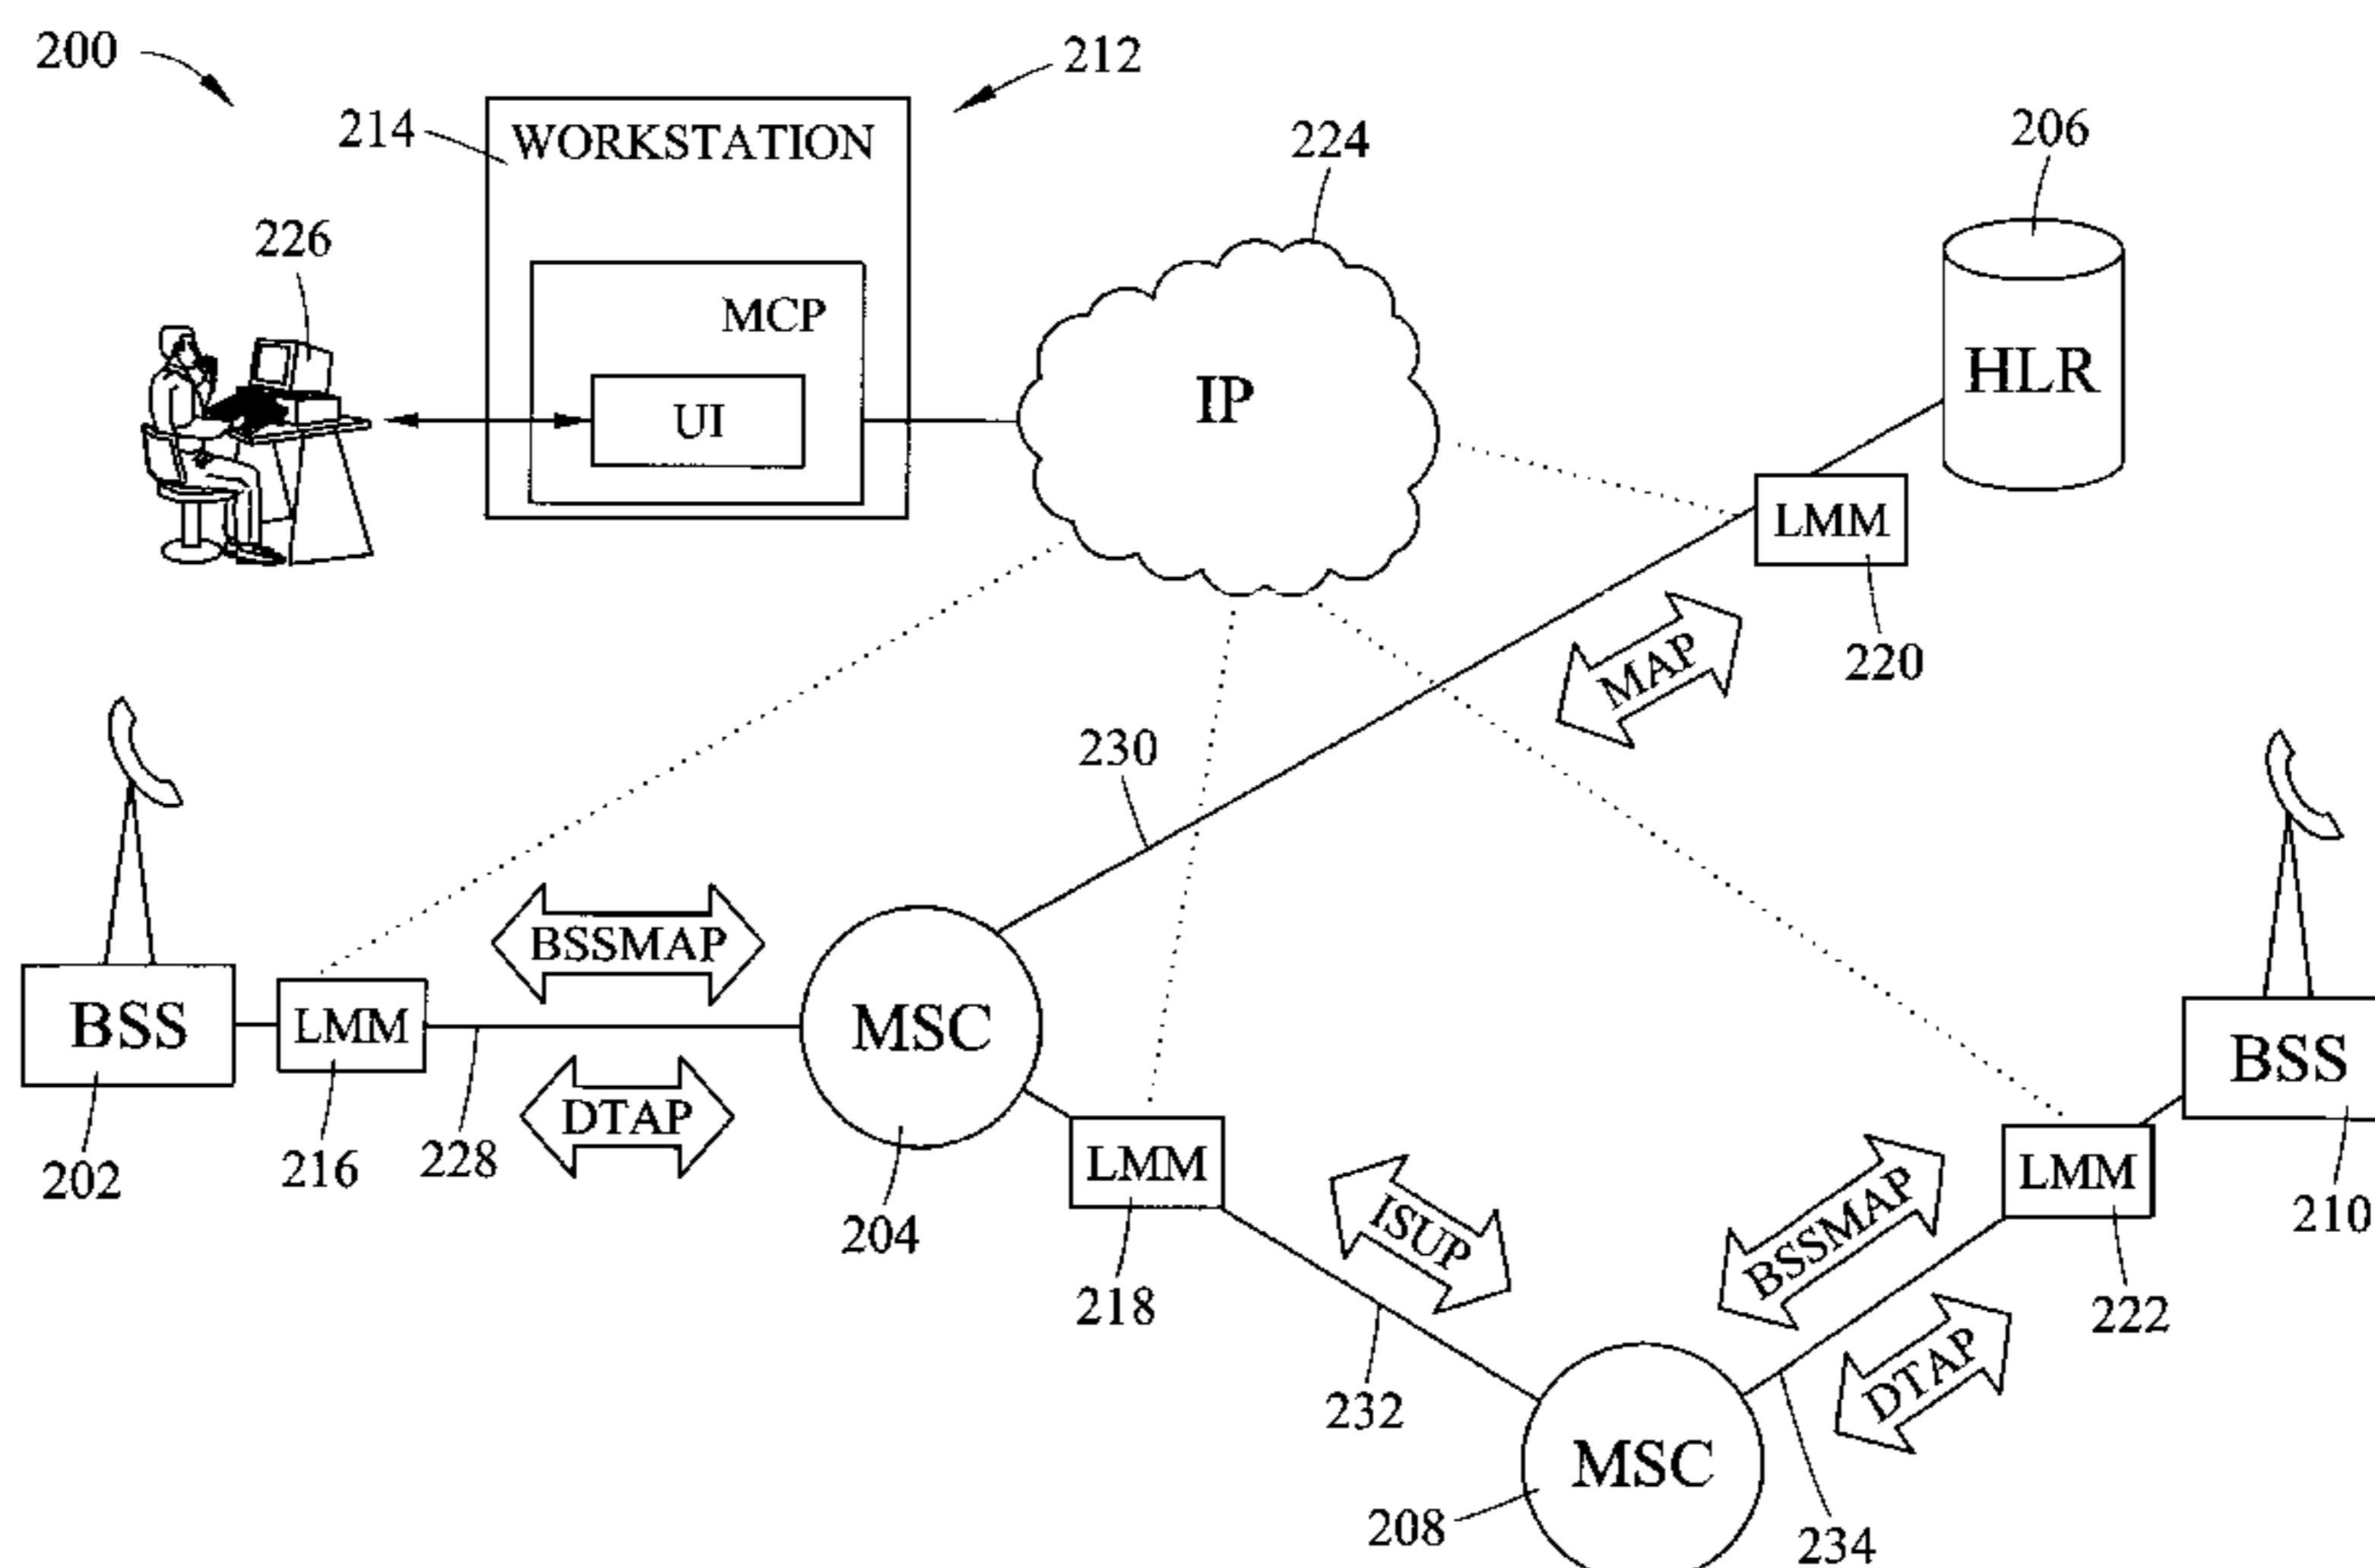 200
212
214
WORKSTATION
224
206
226
MCP
UI
IP
HLR
LMM
220
MAP
230
BSSMAP
BSS
LMM
MSC
DTAP
202
216
228
204
LMM
218
ISUP
232
BSS
210
LMM
222
BSSMAP
DTAP
MSC
208
234